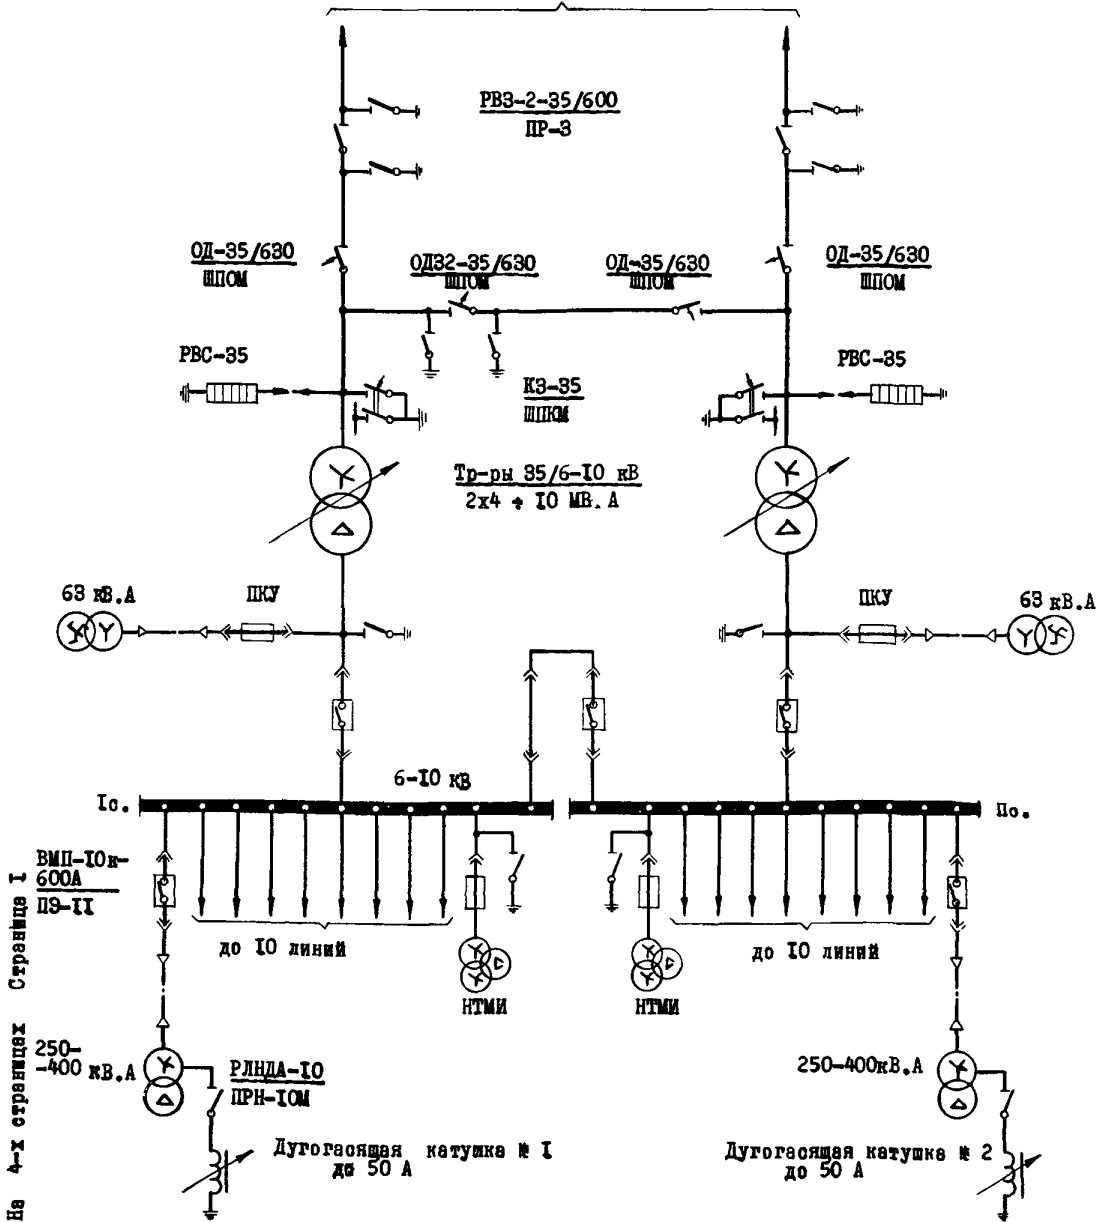 РВЗ-2-35/600
ПР-3
ОД-35/630
ШПОМ
ОДЗ2-35/630
ШПОМ
ОД-35/630
ШПОМ
ОД-35/630
ШПОМ
РВС-35
РВС-35
КЗ-35
ШПКМ
Тр-ры 35/6-10 кВ
2х4 ÷ 10 МВ.А
63 кВ.А
ПКУ
ПКУ
63 кВ.А
6-10 кВ
Iс.
IIс.
ВМП-10к-
600А
ПЭ-11
до 10 линий
до 10 линий
НТМИ
НТМИ
250-
-400 кВ.А
РЛНДА-10
ПРН-10М
250-400кВ.А
Дугогасящая катушка № 1
до 50 А
Дугогасящая катушка № 2
до 50 А
На 4-х страницах Страница 1